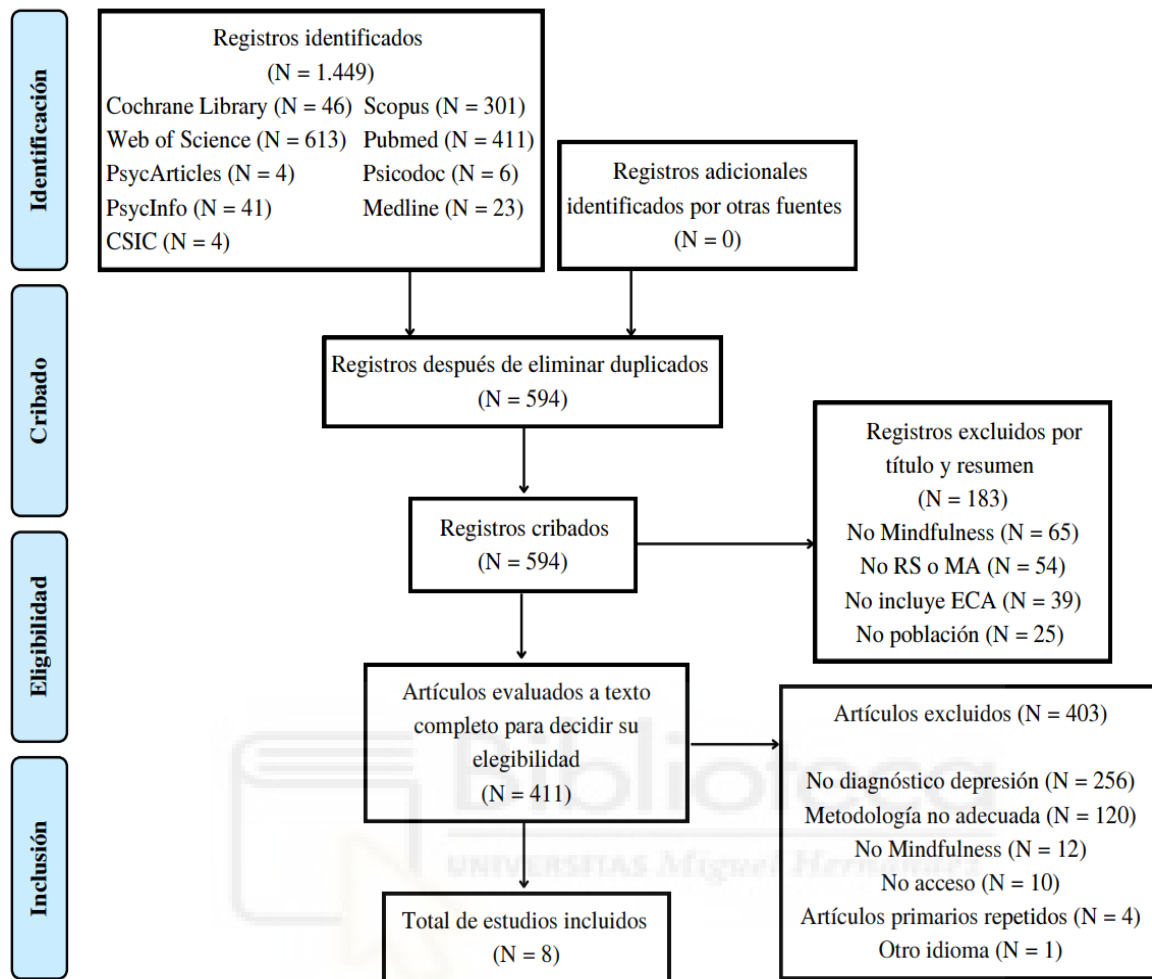 Identificación
Registros identificados
(N = 1.449)
Cochrane Library (N = 46) Scopus (N = 301)
Web of Science (N = 613) Pubmed (N = 411)
PsycArticles (N = 4) Psicodoc (N = 6)
PsycInfo (N = 41) Medline (N = 23)
CSIC (N = 4)
Registros adicionales
identificados por otras fuentes
(N = 0)
Cribado
Registros después de eliminar duplicados
(N = 594)
Registros cribados
(N = 594)
Registros excluidos por
título y resumen
(N = 183)
No Mindfulness (N = 65)
No RS o MA (N = 54)
No incluye ECA (N = 39)
No población (N = 25)
Eligibilidad
Artículos evaluados a texto
completo para decidir su
elegibilidad
(N = 411)
Artículos excluidos (N = 403)
No diagnóstico depresión (N = 256)
Metodología no adecuada (N = 120)
No Mindfulness (N = 12)
No acceso (N = 10)
Artículos primarios repetidos (N = 4)
Otro idioma (N = 1)
Inclusión
Total de estudios incluidos
(N = 8)
Biblioteca
UNIVERSITAS Miguel Hernández